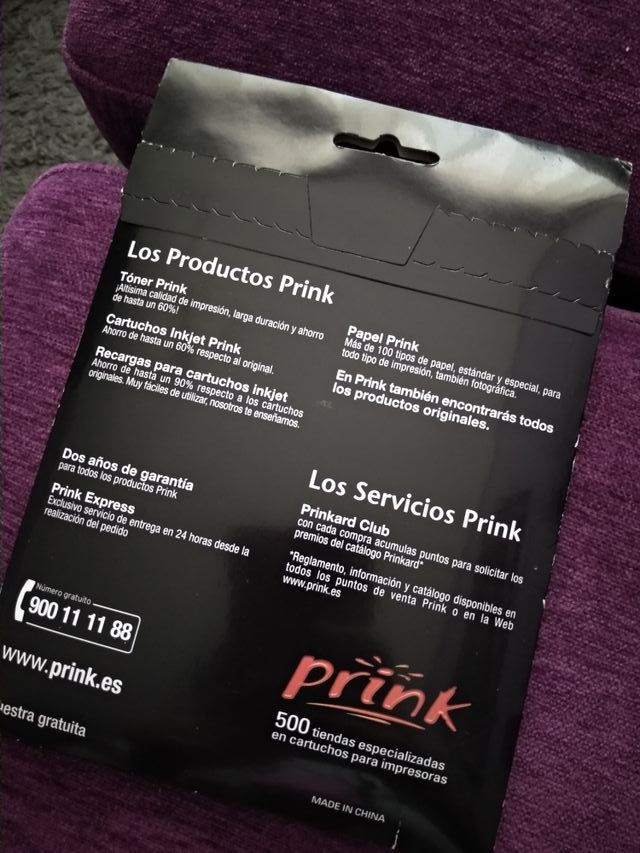 Los Productos Prink
Tóner Prink
¡Altísima calidad de impresión, larga duración y ahorro
de hasta un 60%!
Cartuchos Inkjet Prink
Ahorro de hasta un 60% respecto al original.
Recargas para cartuchos inkjet
Ahorro de hasta un 90% respecto a los cartuchos
originales. Muy fáciles de utilizar, nosotros te enseñamos.
Papel Prink
Más de 100 tipos de papel, estándar y especial, para
todo tipo de impresión, también fotográfica.
En Prink también encontrarás todos
los productos originales.
Dos años de garantía
para todos los productos Prink
Prink Express
Exclusivo servicio de entrega en 24 horas desde la
realización del pedido
Los Servicios Prink
Prinkard Club
con cada compra acumulas puntos para solicitar los
premios del catálogo Prinkard*
*Reglamento, información y catálogo disponibles en
todos los puntos de venta Prink o en la Web
www.prink.es
Número gratuito
900 11 11 88
www.prink.es
gratuita
prink
500 tiendas especializadas
en cartuchos para impresoras
MADE IN CHINA